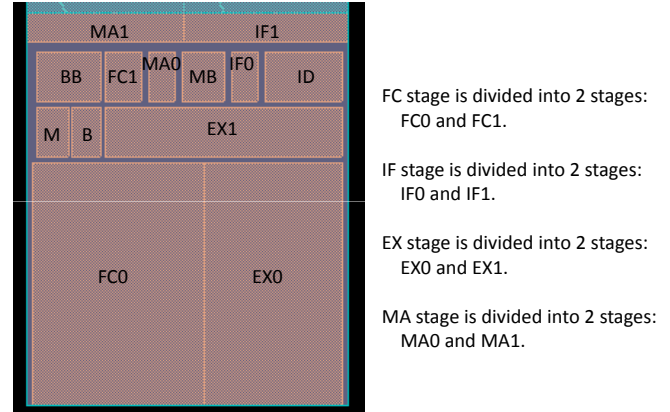 MA1 IF1
BB FC1 MA0 MB IF0 ID
M B EX1
FC0 EX0
FC stage is divided into 2 stages:
FC0 and FC1.
IF stage is divided into 2 stages:
IF0 and IF1.
EX stage is divided into 2 stages:
EX0 and EX1.
MA stage is divided into 2 stages:
MA0 and MA1.